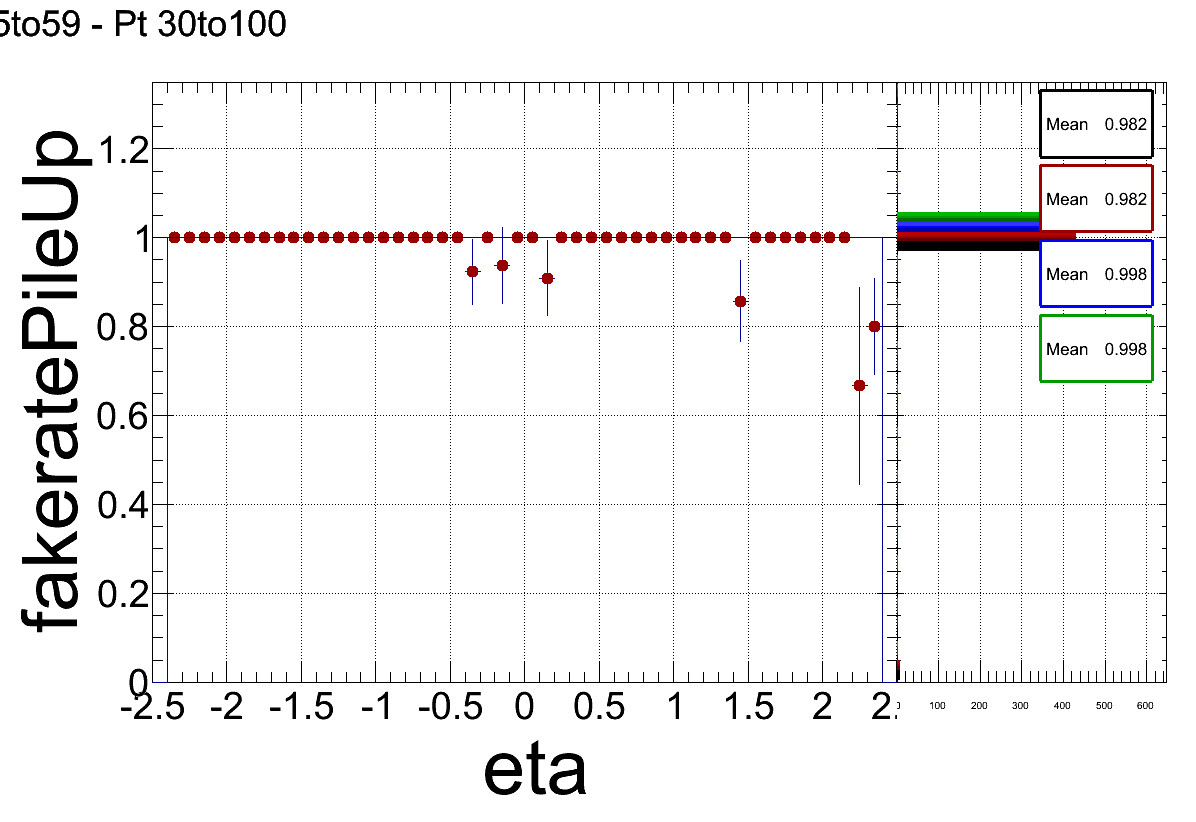 5to59 - Pt 30to100
fakeratePileUp
1.2
1
0.8
0.6
0.4
0.2
0
-2.5 -2 -1.5 -1 -0.5 0 0.5 1 1.5 2 2.
eta
Mean 0.982
Mean 0.982
Mean 0.998
Mean 0.998
100 200 300 400 500 600